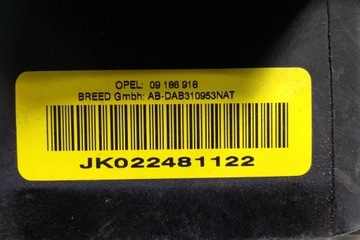 OPEL: 09 186 918
BREED Gmbh: AB-DAB310953NAT
JK022481122